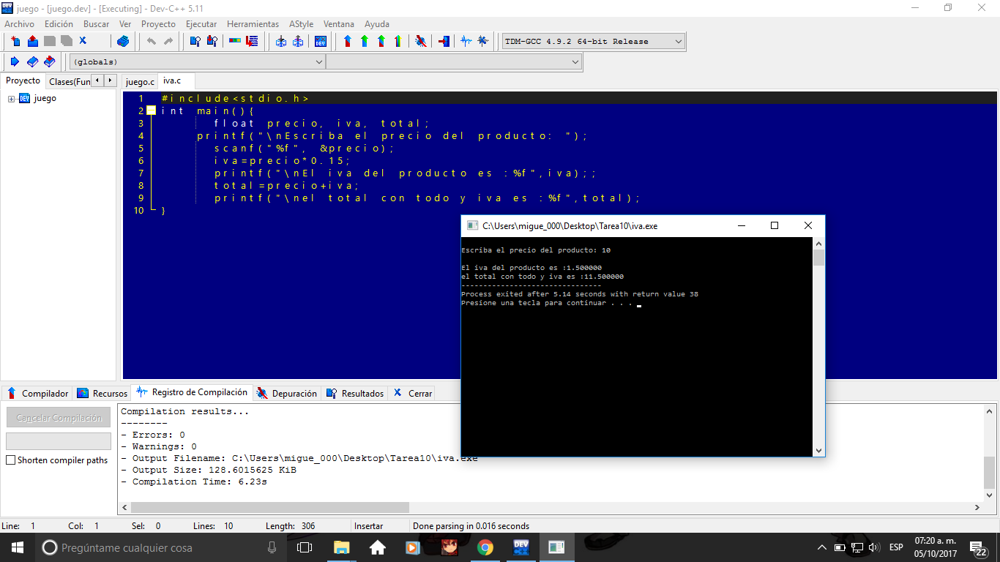 juego - [juego.dev] - [Executing] - Dev-C++ 5.11
Archivo Edición Buscar Ver Proyecto Ejecutar Herramientas AStyle Ventana Ayuda
TDM-GCC 4.9.2 64-bit Release
(globals)
Proyecto Clases(Fun juego.c iva.c
juego
1 #include<stdio.h>
2 int main(){
3 float precio, iva, total;
4 printf("\nEscriba el precio del producto: ");
5 scanf("%f", &precio);
6 iva=precio*0.15;
7 printf("\nEl iva del producto es :%f",iva);;
8 total=precio+iva;
9 printf("\nel total con todo y iva es :%f",total);
10 }
C:\Users\migue_000\Desktop\Tarea10\iva.exe
Escriba el precio del producto: 10
El iva del producto es :1.500000
el total con todo y iva es :11.500000
--------------------------------
Process exited after 5.14 seconds with return value 38
Presione una tecla para continuar . . .
Compilador Recursos Registro de Compilación Depuración Resultados Cerrar
Cancelar Compilación
Shorten compiler paths
Compilation results...
--------
- Errors: 0
- Warnings: 0
- Output Filename: C:\Users\migue_000\Desktop\Tarea10\iva.exe
- Output Size: 128.6015625 KiB
- Compilation Time: 6.23s
Line: 1 Col: 1 Sel: 0 Lines: 10 Length: 306 Insertar Done parsing in 0.016 seconds
Pregúntame cualquier cosa
ESP
07:20 a. m.
05/10/2017
22